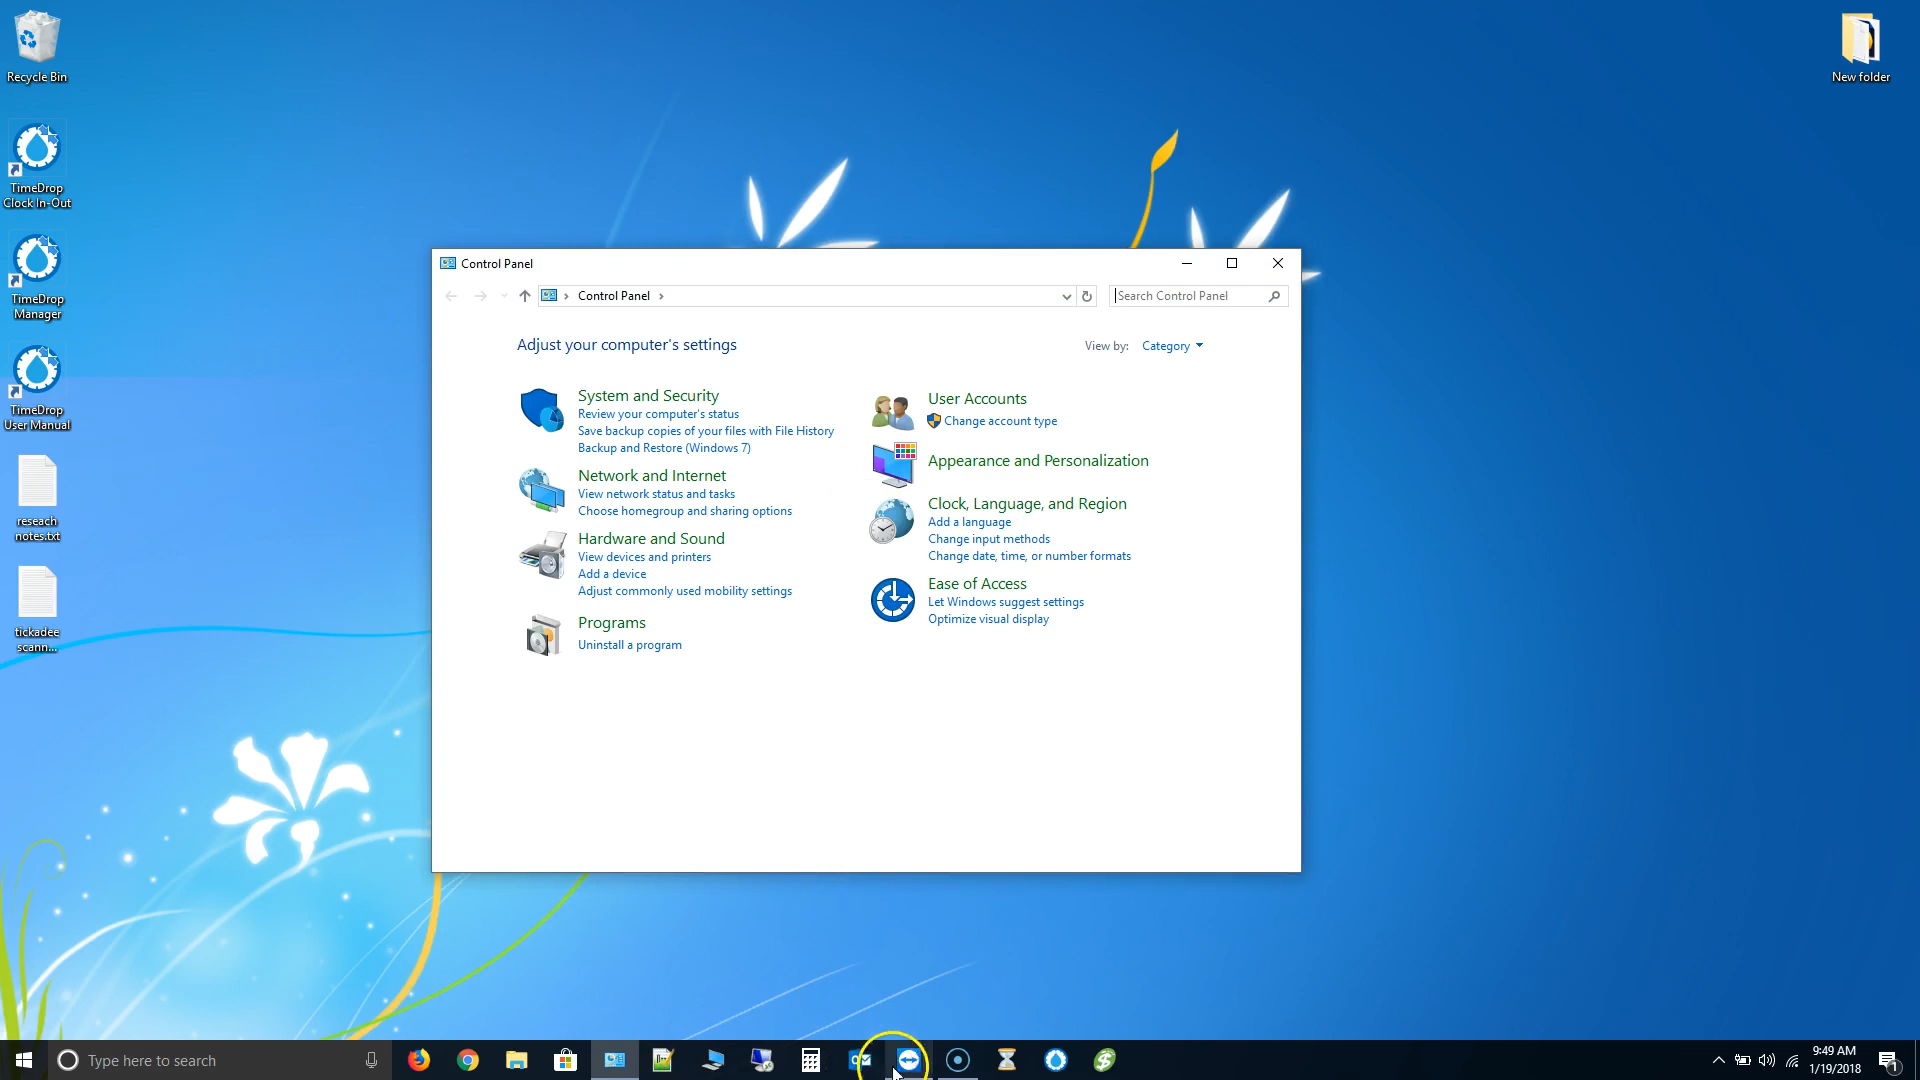 Recycle Bin
New folder
TimeDrop
Clock In-Out
TimeDrop
Manager
TimeDrop
User Manual
reseach
notes.txt
tickadee
scann...
Control Panel
Control Panel
Search Control Panel
Adjust your computer's settings
View by: Category
System and Security
Review your computer's status
Save backup copies of your files with File History
Backup and Restore (Windows 7)
Network and Internet
View network status and tasks
Choose homegroup and sharing options
Hardware and Sound
View devices and printers
Add a device
Adjust commonly used mobility settings
Programs
Uninstall a program
User Accounts
Change account type
Appearance and Personalization
Clock, Language, and Region
Add a language
Change input methods
Change date, time, or number formats
Ease of Access
Let Windows suggest settings
Optimize visual display
Type here to search
9:49 AM
1/19/2018
1